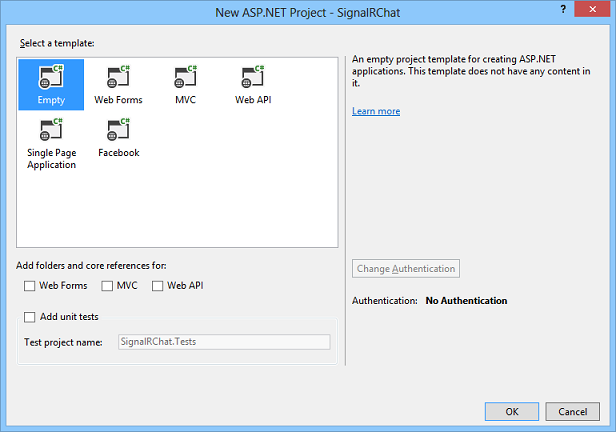 New ASP.NET Project - SignalRChat
? ×
Select a template:
C# C# C# C#
Empty Web Forms MVC Web API
C# C#
Single Page Application Facebook
An empty project template for creating ASP.NET
applications. This template does not have any content in
it.
Learn more
Add folders and core references for:
Web Forms MVC Web API
Add unit tests
Test project name: SignalRChat.Tests
Change Authentication
Authentication: No Authentication
OK Cancel